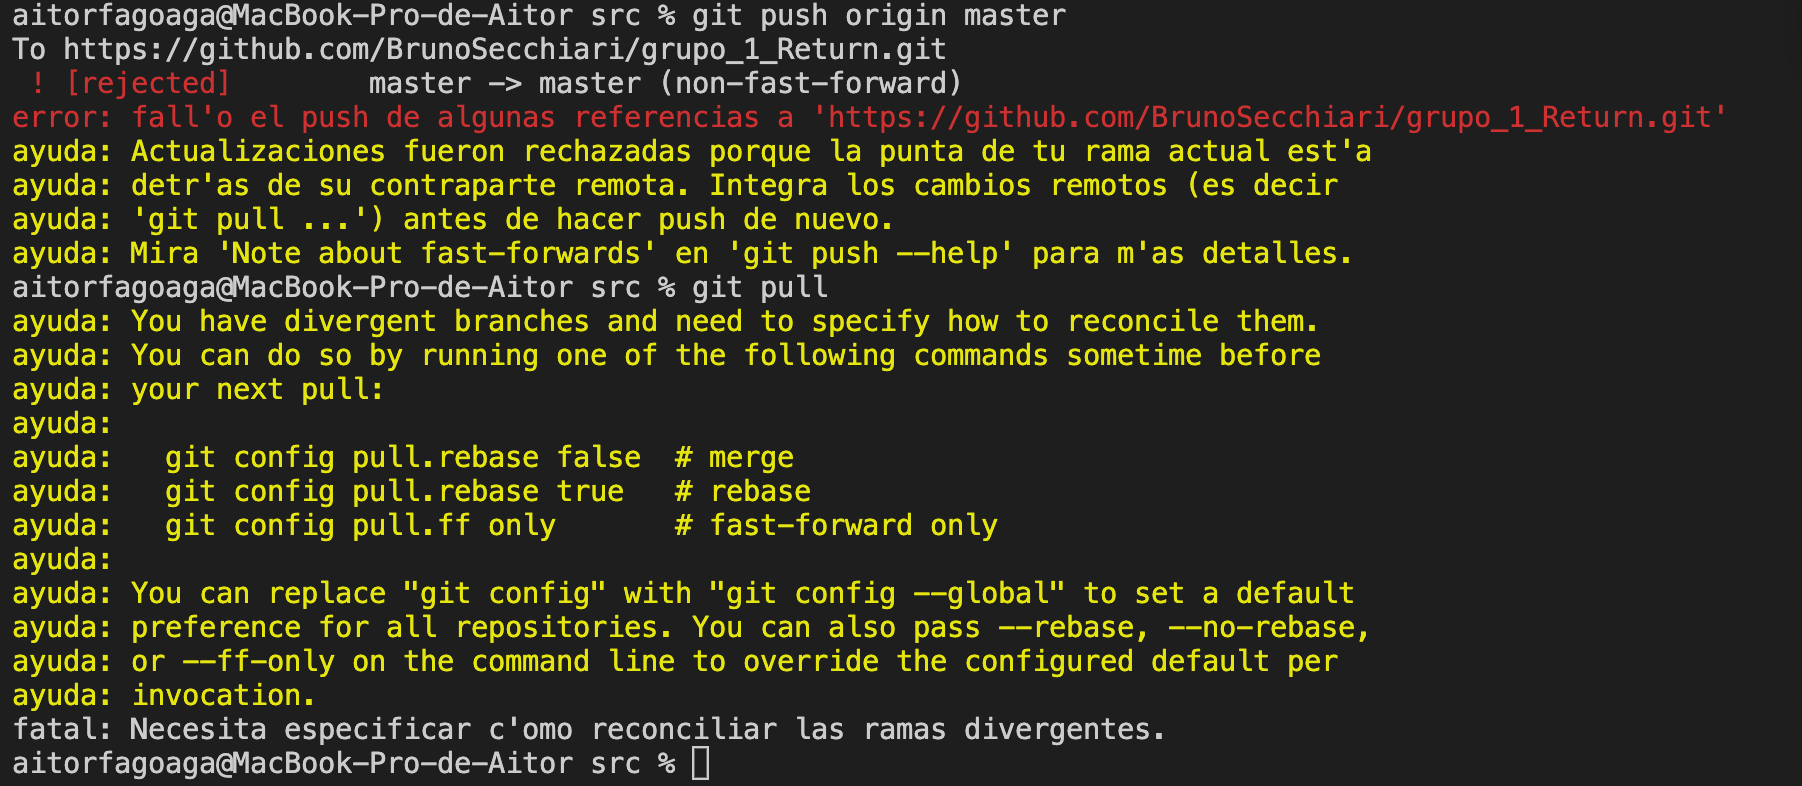 aitorfagoaga@MacBook-Pro-de-Aitor src % git push origin master
To https://github.com/BrunoSecchiari/grupo_1_Return.git
 ! [rejected]        master -> master (non-fast-forward)
error: fall'o el push de algunas referencias a 'https://github.com/BrunoSecchiari/grupo_1_Return.git'
ayuda: Actualizaciones fueron rechazadas porque la punta de tu rama actual est'a
ayuda: detr'as de su contraparte remota. Integra los cambios remotos (es decir
ayuda: 'git pull ...') antes de hacer push de nuevo.
ayuda: Mira 'Note about fast-forwards' en 'git push --help' para m'as detalles.
aitorfagoaga@MacBook-Pro-de-Aitor src % git pull
ayuda: You have divergent branches and need to specify how to reconcile them.
ayuda: You can do so by running one of the following commands sometime before
ayuda: your next pull:
ayuda:
ayuda:   git config pull.rebase false  # merge
ayuda:   git config pull.rebase true   # rebase
ayuda:   git config pull.ff only       # fast-forward only
ayuda:
ayuda: You can replace "git config" with "git config --global" to set a default
ayuda: preference for all repositories. You can also pass --rebase, --no-rebase,
ayuda: or --ff-only on the command line to override the configured default per
ayuda: invocation.
fatal: Necesita especificar c'omo reconciliar las ramas divergentes.
aitorfagoaga@MacBook-Pro-de-Aitor src %